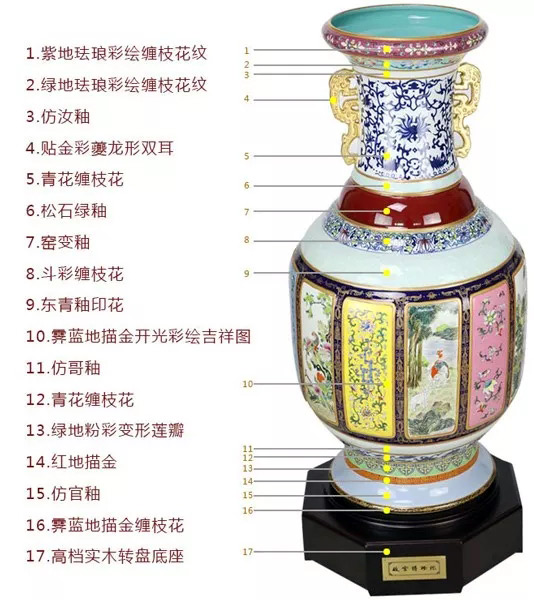 1.紫地珐琅彩绘缠枝花纹
2.绿地珐琅彩绘缠枝花纹
3.仿汝釉
4.贴金彩夔龙形双耳
5.青花缠枝花
6.松石绿釉
7.窑变釉
8.斗彩缠枝花
9.东青釉印花
10.霁蓝地描金开光彩绘吉祥图
11.仿哥釉
12.青花缠枝花
13.绿地粉彩变形莲瓣
14.红地描金
15.仿官釉
16.霁蓝地描金缠枝花
17.高档实木转盘底座
1
2
3
4
5
6
7
8
9
10
11
12
13
14
15
16
17
故宫博物院